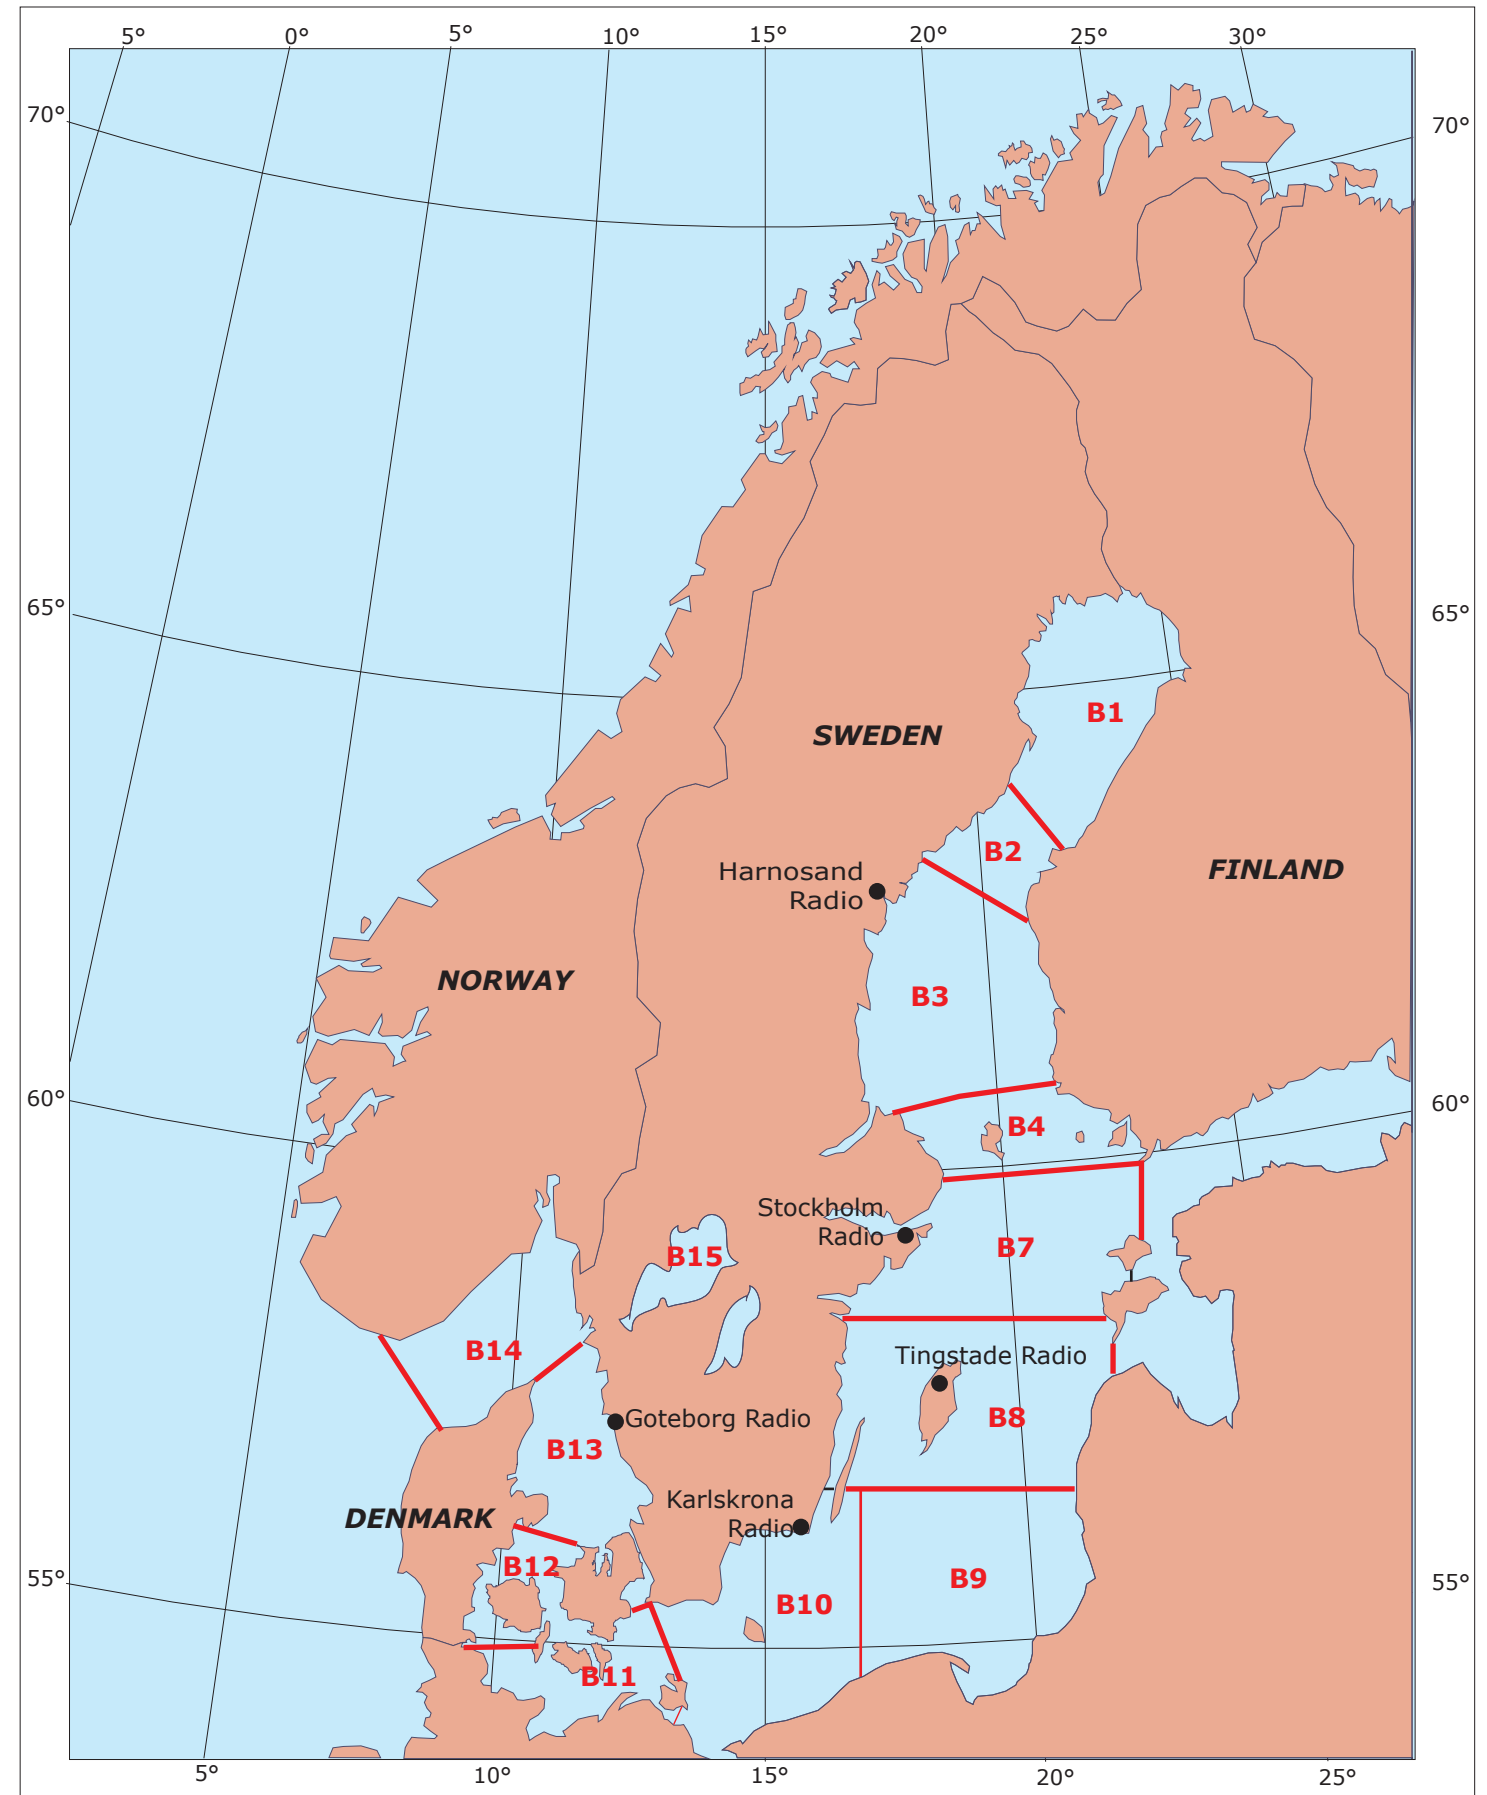 5° 0° 5° 10° 15° 20° 25° 30°
70° 70°
65° 65°
B1
SWEDEN
B2
Harnosand
Radio
FINLAND
NORWAY
B3
60° 60°
B4
Stockholm
Radio
B7
B15
B14
Tingstade Radio
Goteborg Radio
B8
B13
Karlskrona
Radio
DENMARK
B12
55° 55°
B9
B10
B11
5° 10° 15° 20° 25°